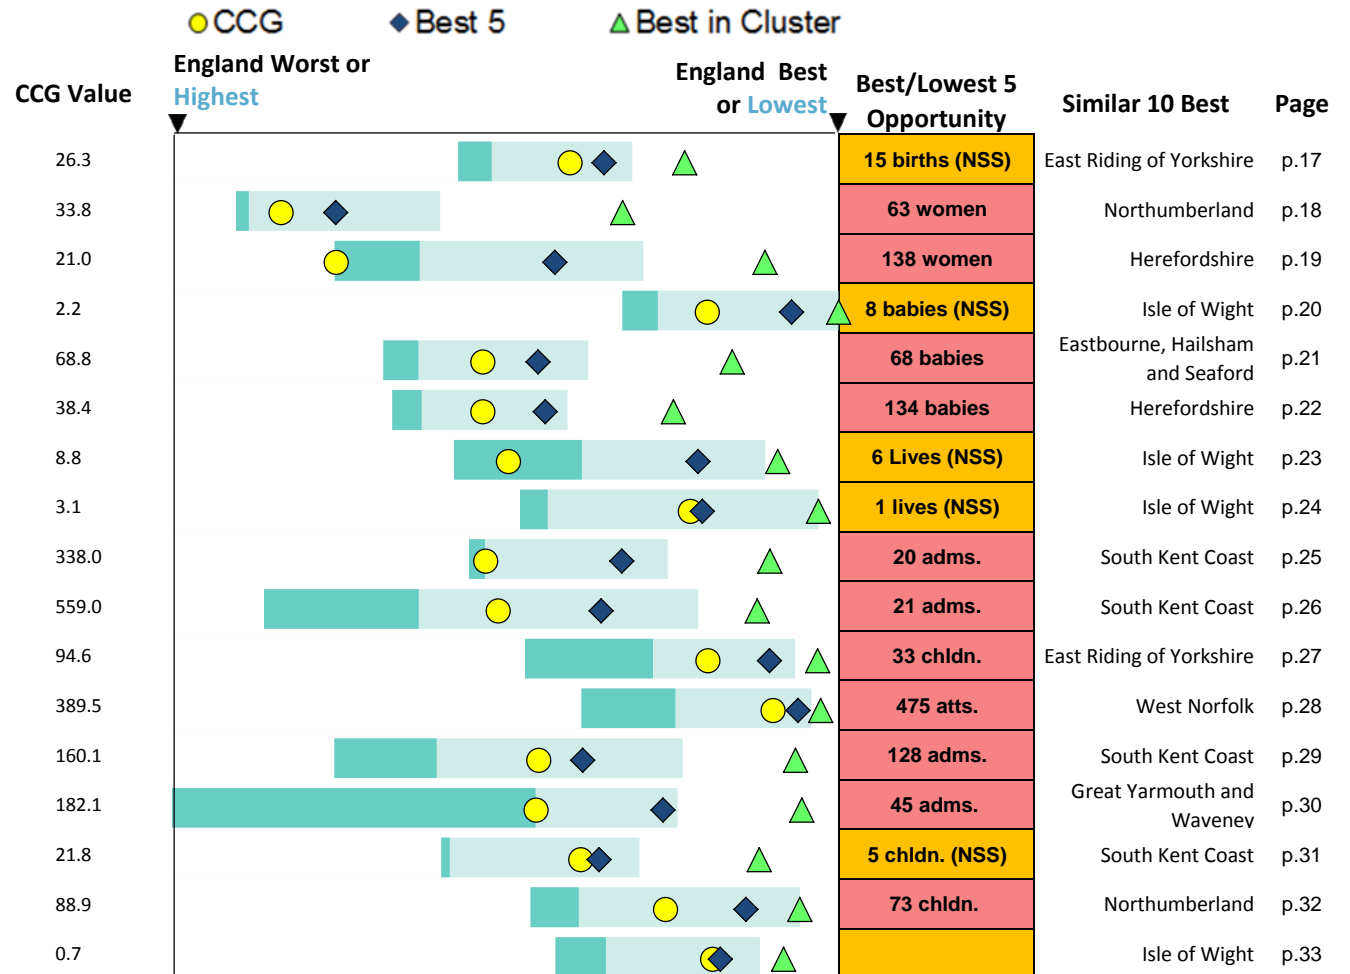 CCG Best 5 Best in Cluster
England Worst or
Highest
England Best
or Lowest
CCG Value
Best/Lowest 5
Opportunity
Similar 10 Best
Page
26.3 15 births (NSS) East Riding of Yorkshire p.17
33.8 63 women Northumberland p.18
21.0 138 women Herefordshire p.19
2.2 8 babies (NSS) Isle of Wight p.20
68.8 68 babies Eastbourne, Hailsham
and Seaford p.21
38.4 134 babies Herefordshire p.22
8.8 6 Lives (NSS) Isle of Wight p.23
3.1 1 lives (NSS) Isle of Wight p.24
338.0 20 adms. South Kent Coast p.25
559.0 21 adms. South Kent Coast p.26
94.6 33 chldn. East Riding of Yorkshire p.27
389.5 475 atts. West Norfolk p.28
160.1 128 adms. South Kent Coast p.29
182.1 45 adms. Great Yarmouth and
Waveney p.30
21.8 5 chldn. (NSS) South Kent Coast p.31
88.9 73 chldn. Northumberland p.32
0.7 Isle of Wight p.33